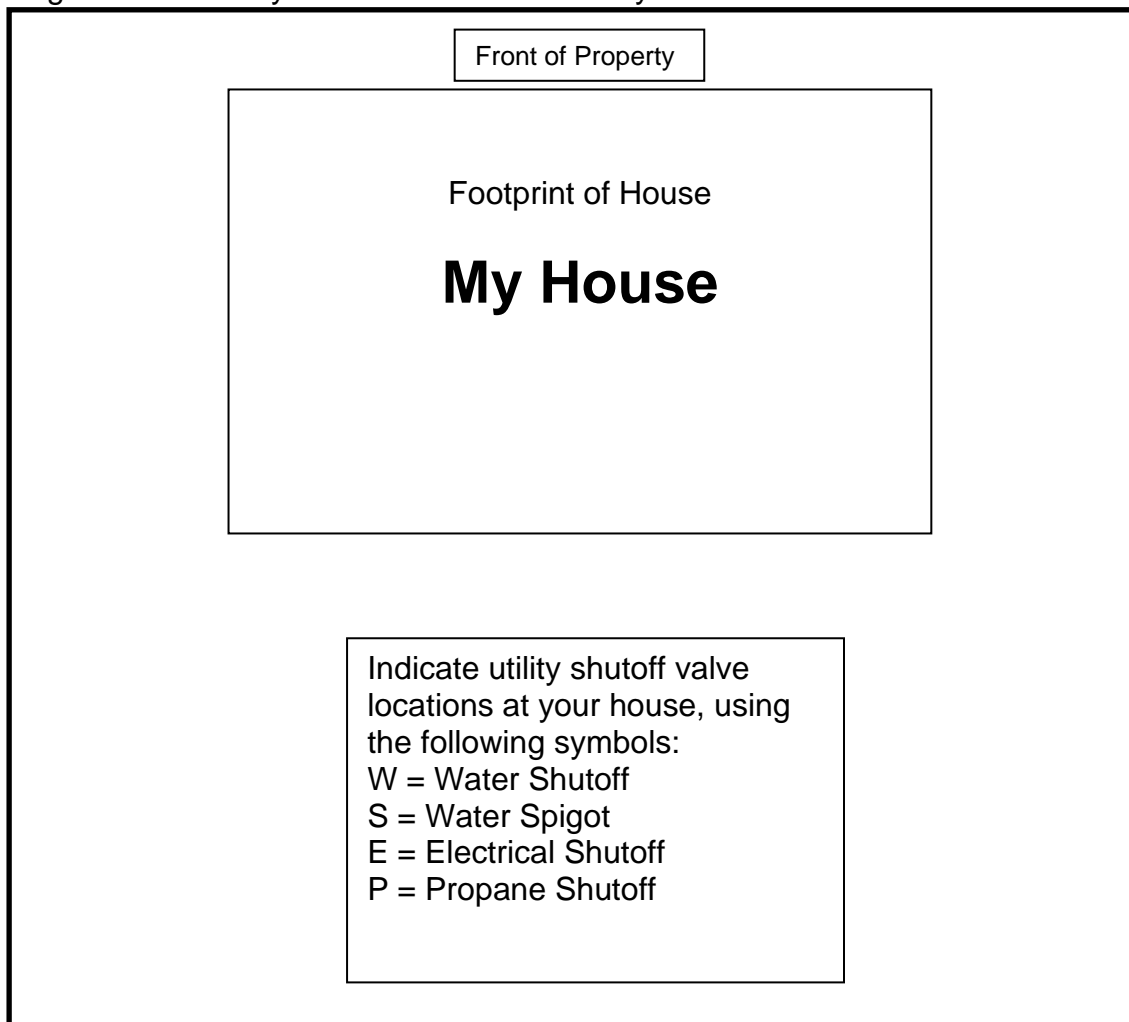 Front of Property
Footprint of House
My House
Indicate utility shutoff valve
locations at your house, using
the following symbols:
W = Water Shutoff
S = Water Spigot
E = Electrical Shutoff
P = Propane Shutoff